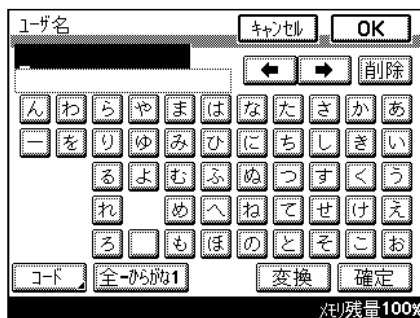 ユーザ名 キャンセル OK
← → 削除
ん わ ら や ま は な た さ か あ
ー を り ゆ み ひ に ち し き い
る よ む ふ ぬ つ す く う
れ め へ ね て せ け え
ろ も ほ の と そ こ お
コード 全-ひらがな1 変換 確定
メモリ残量100%